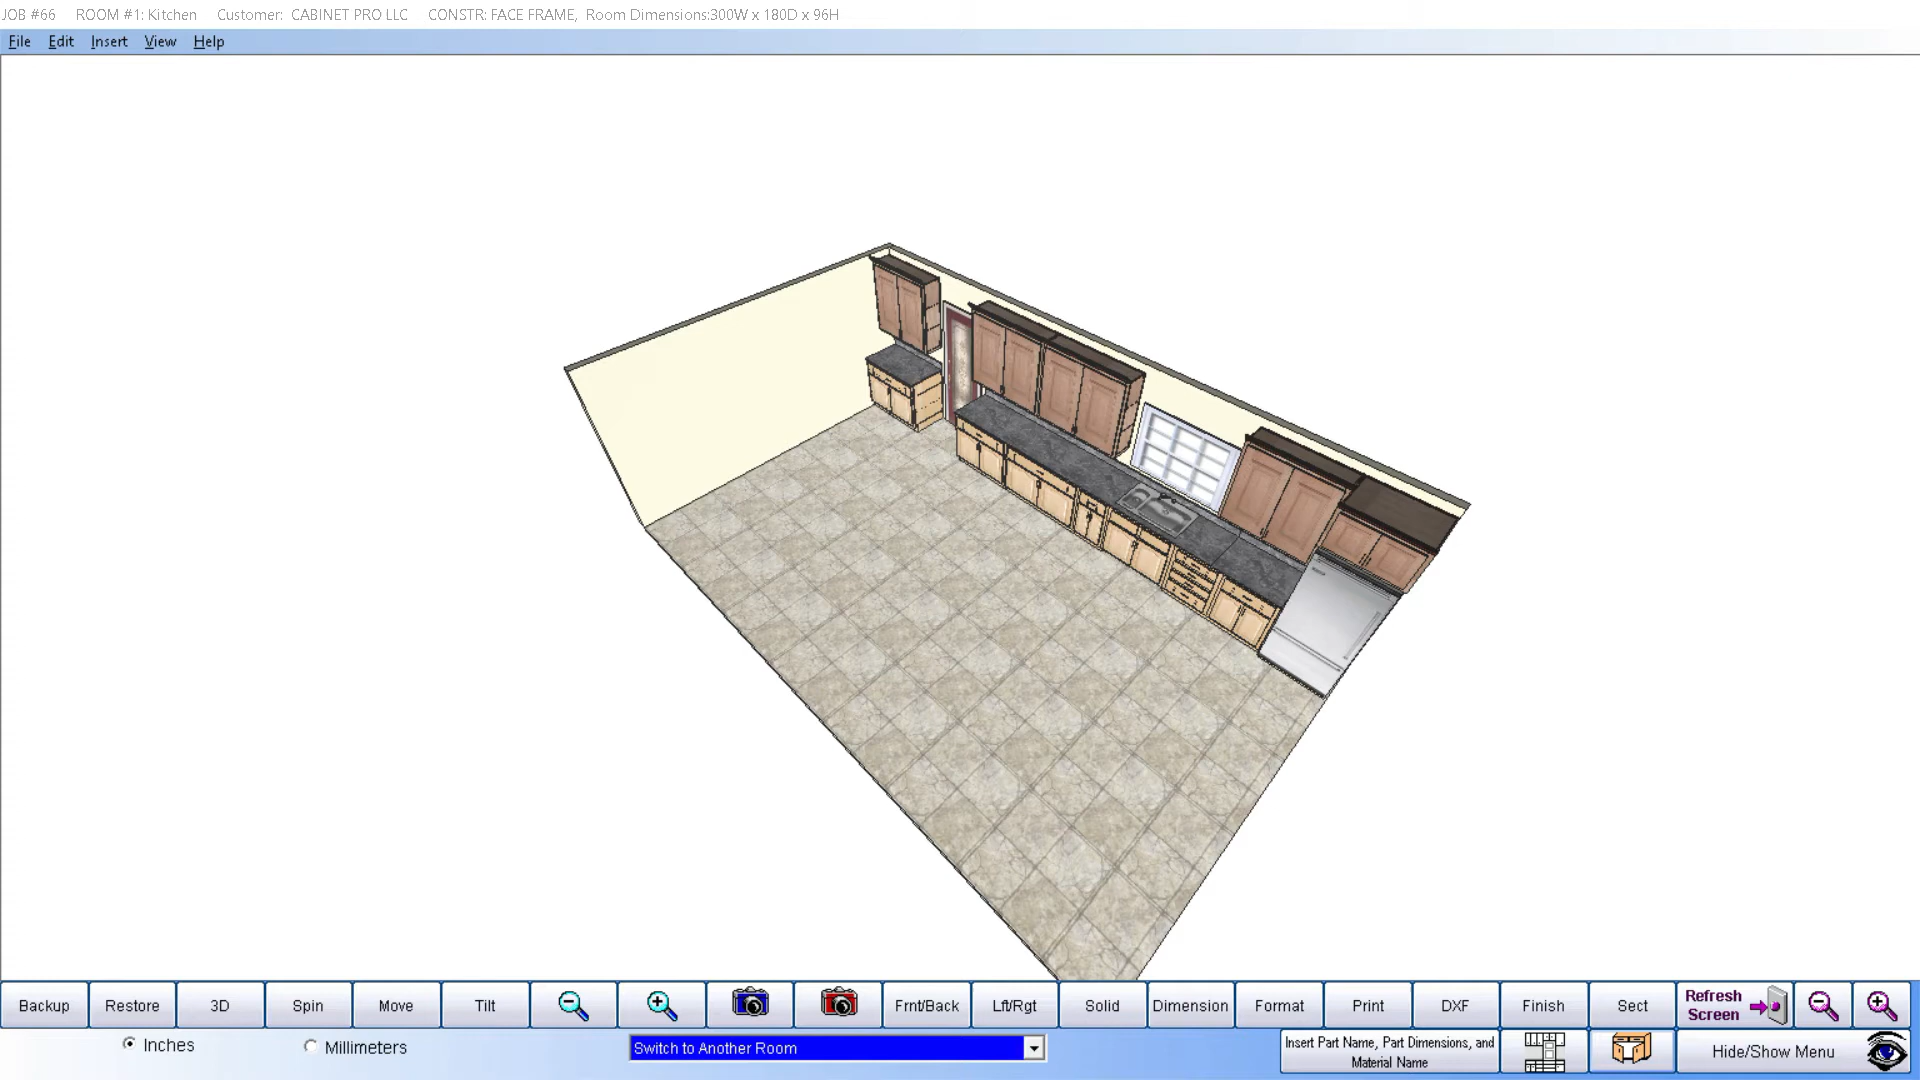 JOB #66 ROOM #1: Kitchen Customer: CABINET PRO LLC CONSTR: FACE FRAME, Room Dimensions:300W x 180D x 96H
File Edit Insert View Help
Backup Restore 3D Spin Move Tilt Frnt/Back Lft/Rgt Solid Dimension Format Print DXF Finish Sect Refresh
Screen
Inches Millimeters Switch to Another Room Insert Part Name, Part Dimensions, and
Material Name Hide/Show Menu